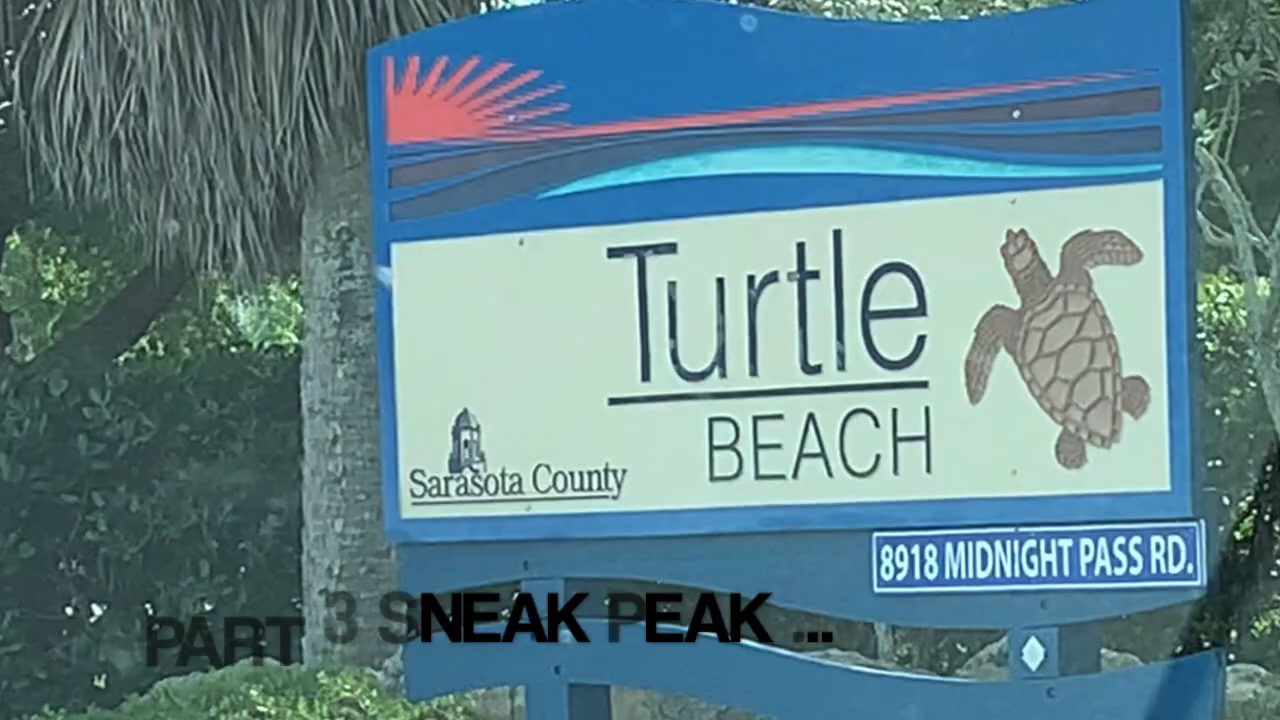 Turtle
BEACH
Sarasota County
8918 MIDNIGHT PASS RD.
PART 3 SNEAK PEAK ...